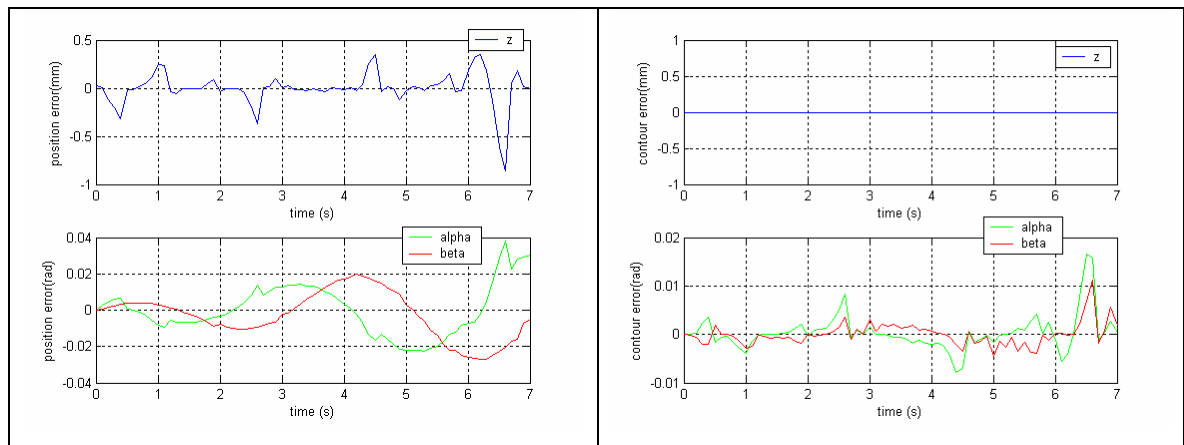 z
0.5
0
-0.5
-1
position error(mm)
0 1 2 3 4 5 6 7
time (s)
alpha
beta
0.04
0.02
0
-0.02
-0.04
position error(rad)
0 1 2 3 4 5 6 7
time (s)
z
1
0.5
0
-0.5
-1
contour error(mm)
0 1 2 3 4 5 6 7
time (s)
alpha
beta
0.02
0.01
0
-0.01
contour error(rad)
0 1 2 3 4 5 6 7
time (s)